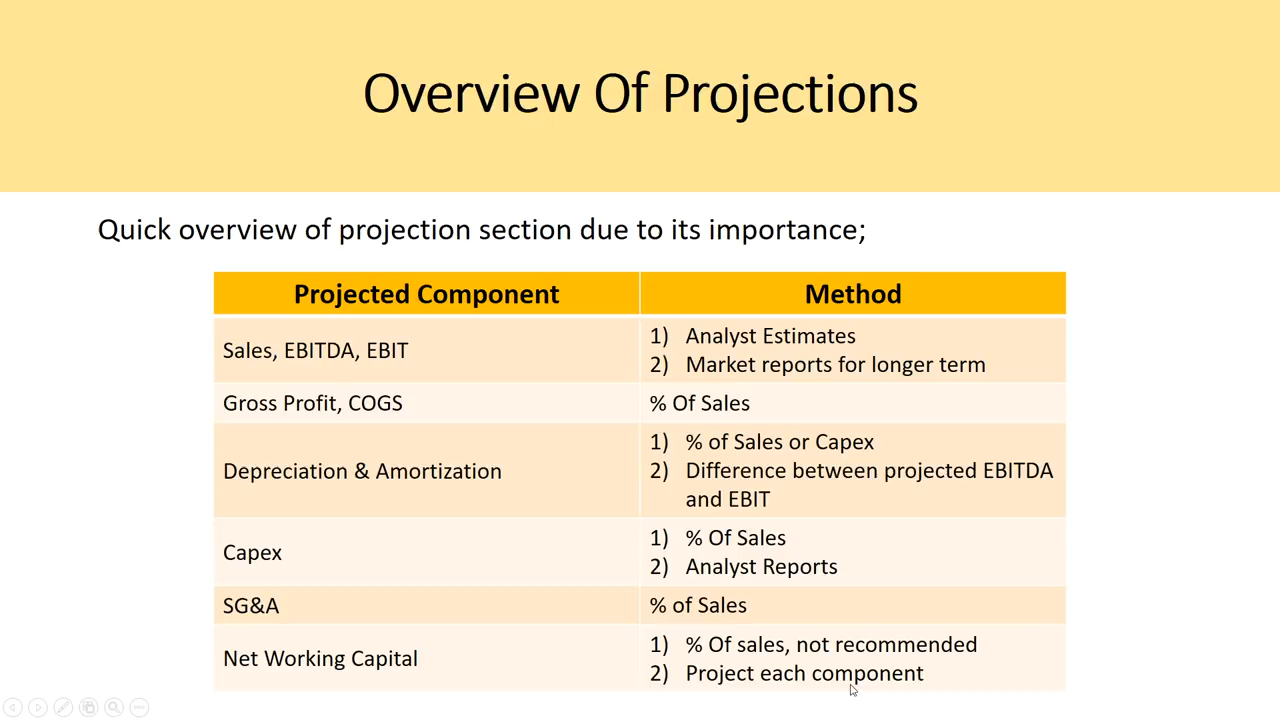 Overview Of Projections
Quick overview of projection section due to its importance;
Projected Component
Method
Sales, EBITDA, EBIT
1) Analyst Estimates
2) Market reports for longer term
Gross Profit, COGS
% Of Sales
Depreciation & Amortization
1) % of Sales or Capex
2) Difference between projected EBITDA
and EBIT
Capex
1) % Of Sales
2) Analyst Reports
SG&A
% of Sales
Net Working Capital
1) % Of sales, not recommended
2) Project each component